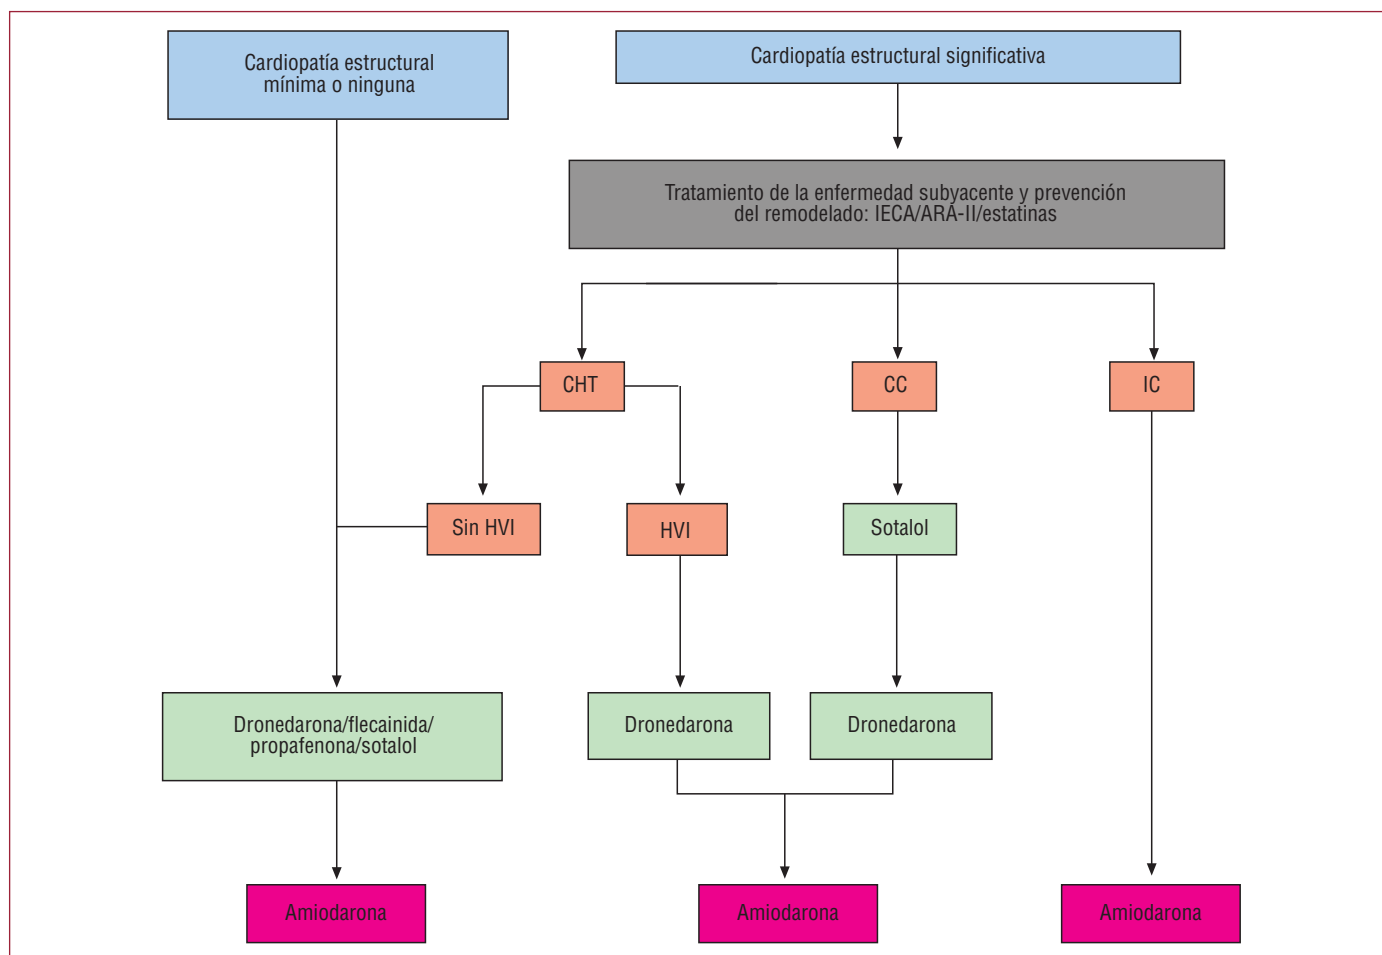 Cardiopatía estructural
mínima o ninguna
Cardiopatía estructural significativa
Tratamiento de la enfermedad subyacente y prevención
del remodelado: IECA/ARA-II/estatinas
CHT
CC
IC
Sin HVI
HVI
Sotalol
Dronedarona/flecainida/
propafenona/sotalol
Dronedarona
Dronedarona
Amiodarona
Amiodarona
Amiodarona